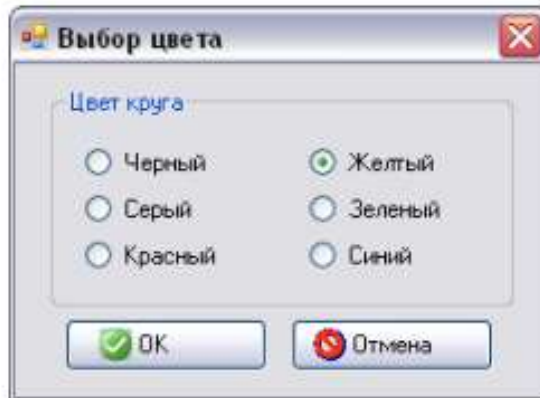 Выбор цвета
Цвет круга
Черный Желтый
Серый Зеленый
Красный Синий
OK Отмена